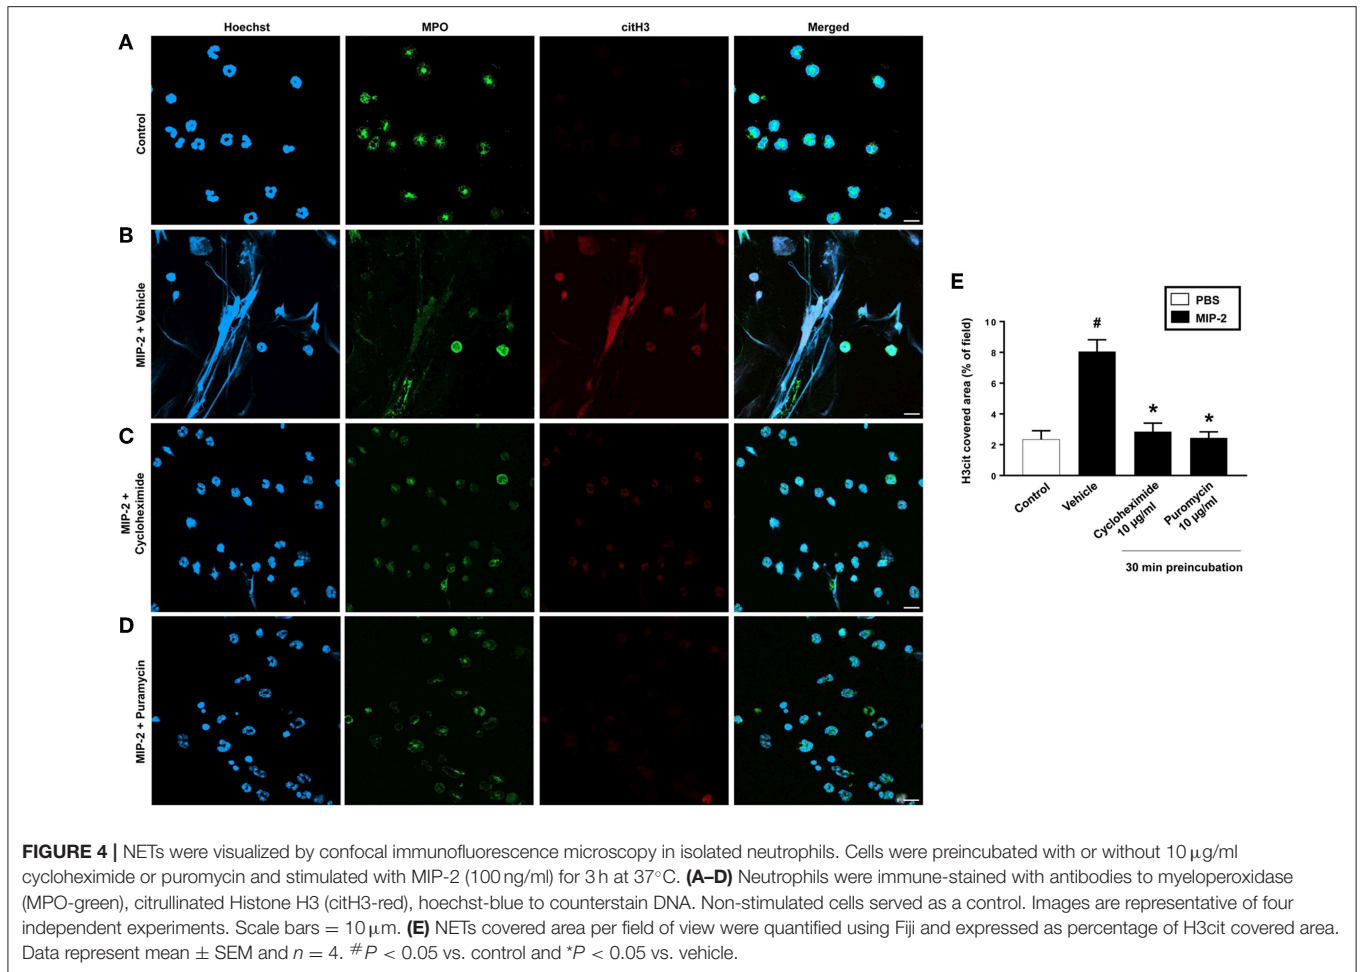 Hoechst MPO citH3 Merged
A
Control
B
MIP-2 + Vehicle
C
MIP-2 +
Cycloheximide
D
MIP-2 + Puramycin
E
PBS
MIP-2
H3cit covered area (% of field)
10
8
6
4
2
0
#
*
*
Control
Vehicle
Cycloheximide
10 µg/ml
Puromycin
10 µg/ml
30 min preincubation
FIGURE 4 | NETs were visualized by confocal immunofluorescence microscopy in isolated neutrophils. Cells were preincubated with or without 10 µg/ml
cycloheximide or puromycin and stimulated with MIP-2 (100 ng/ml) for 3 h at 37°C. (A–D) Neutrophils were immune-stained with antibodies to myeloperoxidase
(MPO-green), citrullinated Histone H3 (citH3-red), hoechst-blue to counterstain DNA. Non-stimulated cells served as a control. Images are representative of four
independent experiments. Scale bars = 10 µm. (E) NETs covered area per field of view were quantified using Fiji and expressed as percentage of H3cit covered area.
Data represent mean ± SEM and n = 4. #P < 0.05 vs. control and *P < 0.05 vs. vehicle.